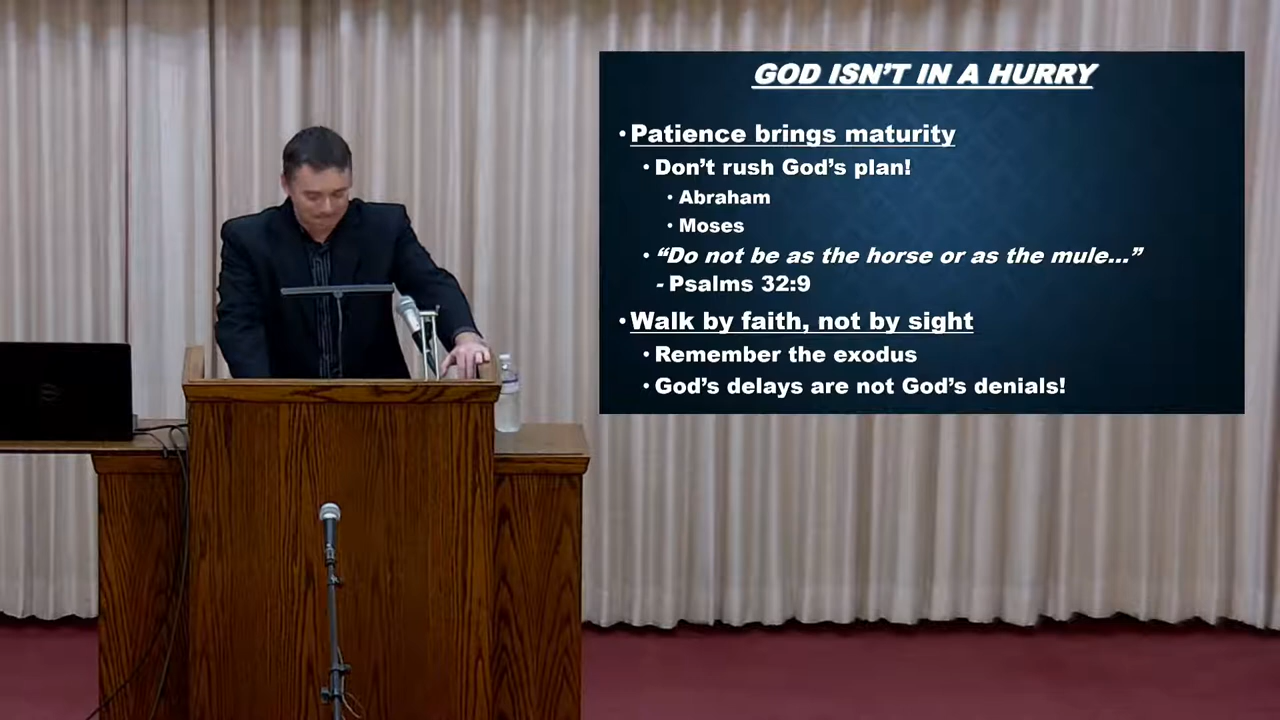 GOD ISN'T IN A HURRY
• Patience brings maturity
• Don't rush God's plan!
• Abraham
• Moses
• "Do not be as the horse or as the mule..."
- Psalms 32:9
• Walk by faith, not by sight
• Remember the exodus
• God's delays are not God's denials!